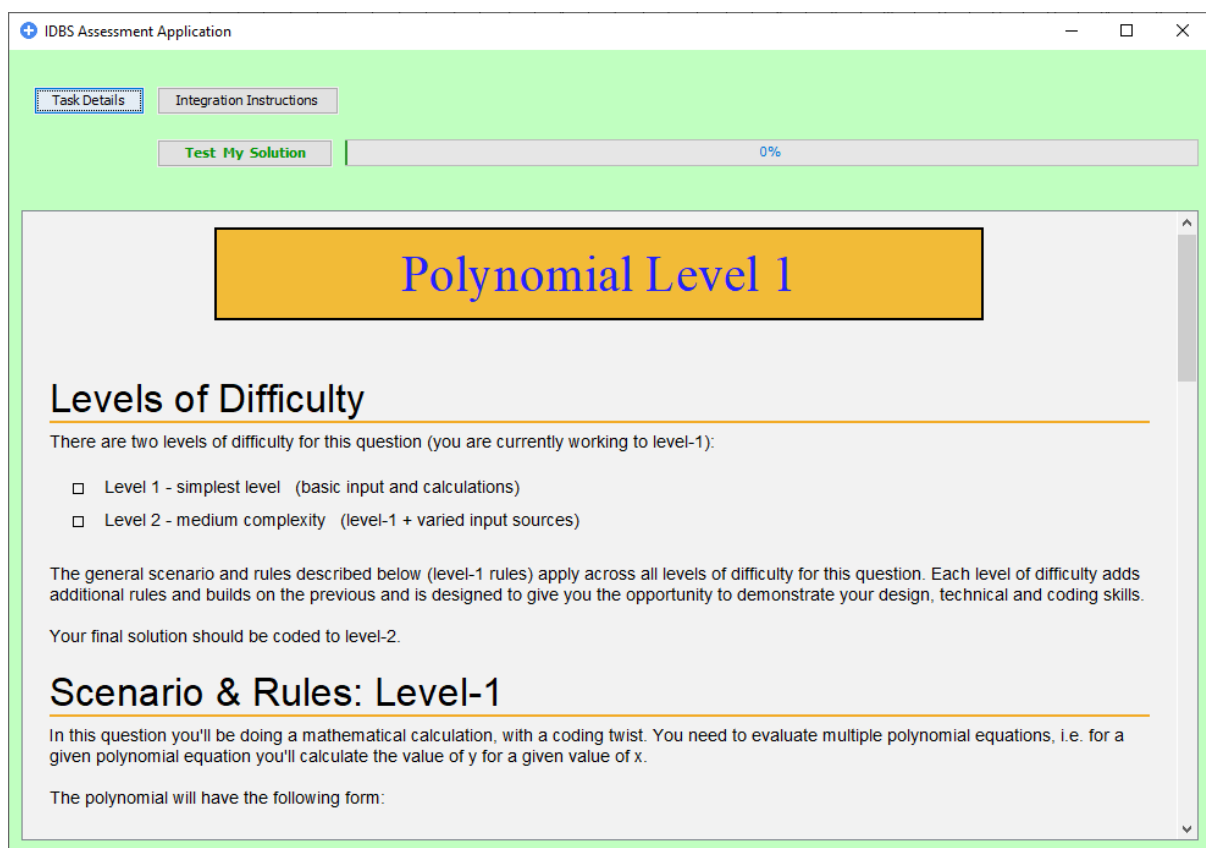 IDBS Assessment Application
Task Details
Integration Instructions
Test My Solution
0%
Polynomial Level 1
Levels of Difficulty
There are two levels of difficulty for this question (you are currently working to level-1):
Level 1 - simplest level (basic input and calculations)
Level 2 - medium complexity (level-1 + varied input sources)
The general scenario and rules described below (level-1 rules) apply across all levels of difficulty for this question. Each level of difficulty adds
additional rules and builds on the previous and is designed to give you the opportunity to demonstrate your design, technical and coding skills.
Your final solution should be coded to level-2.
Scenario & Rules: Level-1
In this question you'll be doing a mathematical calculation, with a coding twist. You need to evaluate multiple polynomial equations, i.e. for a
given polynomial equation you'll calculate the value of y for a given value of x.
The polynomial will have the following form: